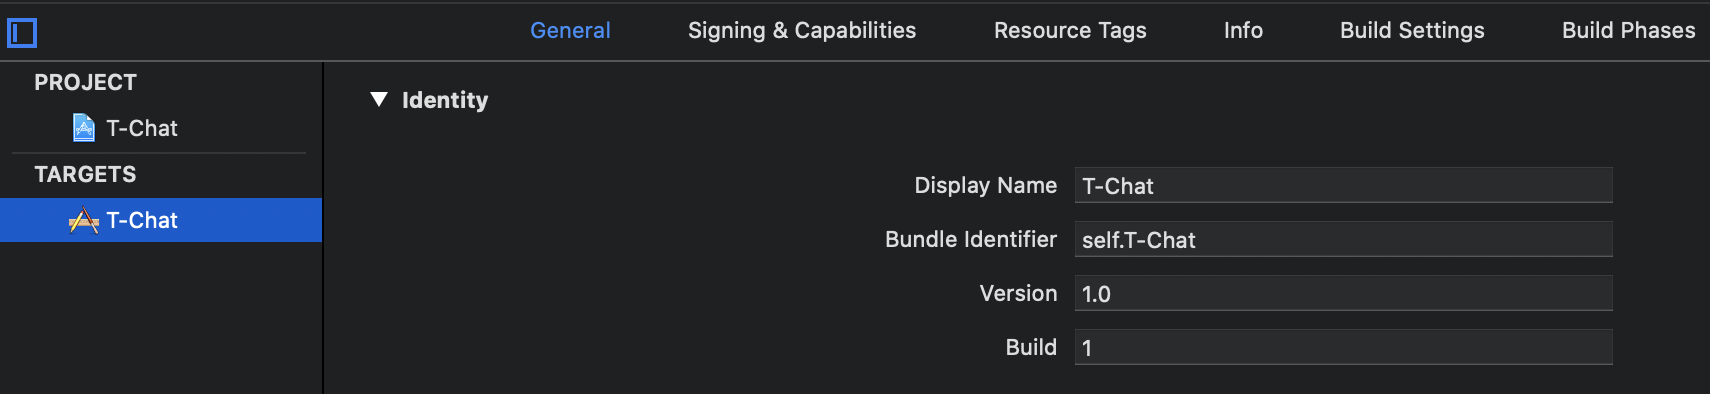 General Signing & Capabilities Resource Tags Info Build Settings Build Phases
PROJECT
T-Chat
TARGETS
T-Chat
Identity
Display Name T-Chat
Bundle Identifier self.T-Chat
Version 1.0
Build 1